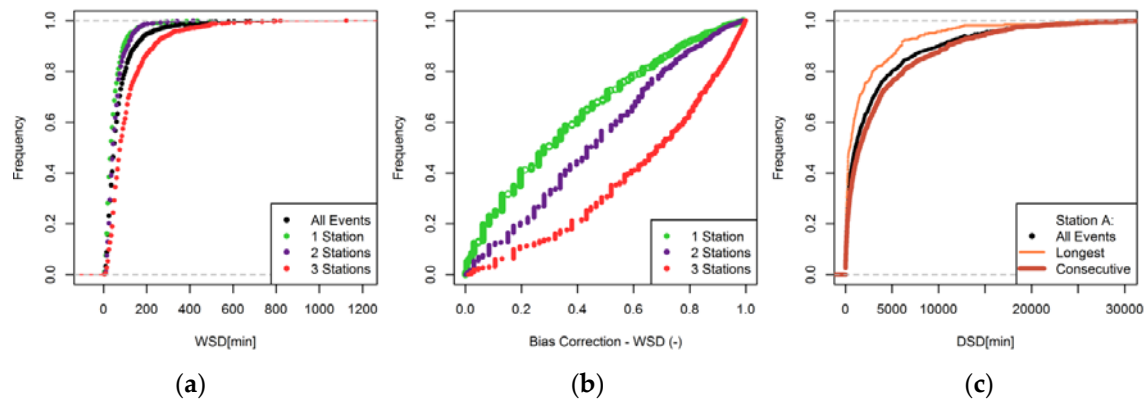 Frequency
0.0 0.2 0.4 0.6 0.8 1.0
All Events
1 Station
2 Stations
3 Stations
0 200 400 600 800 1000 1200
WSD[min]
(a)
Frequency
0.0 0.2 0.4 0.6 0.8 1.0
1 Station
2 Stations
3 Stations
0.0 0.2 0.4 0.6 0.8 1.0
Bias Correction - WSD (-)
(b)
Frequency
0.0 0.2 0.4 0.6 0.8 1.0
Station A:
All Events
Longest
Consecutive
0 5000 10000 20000 30000
DSD[min]
(c)